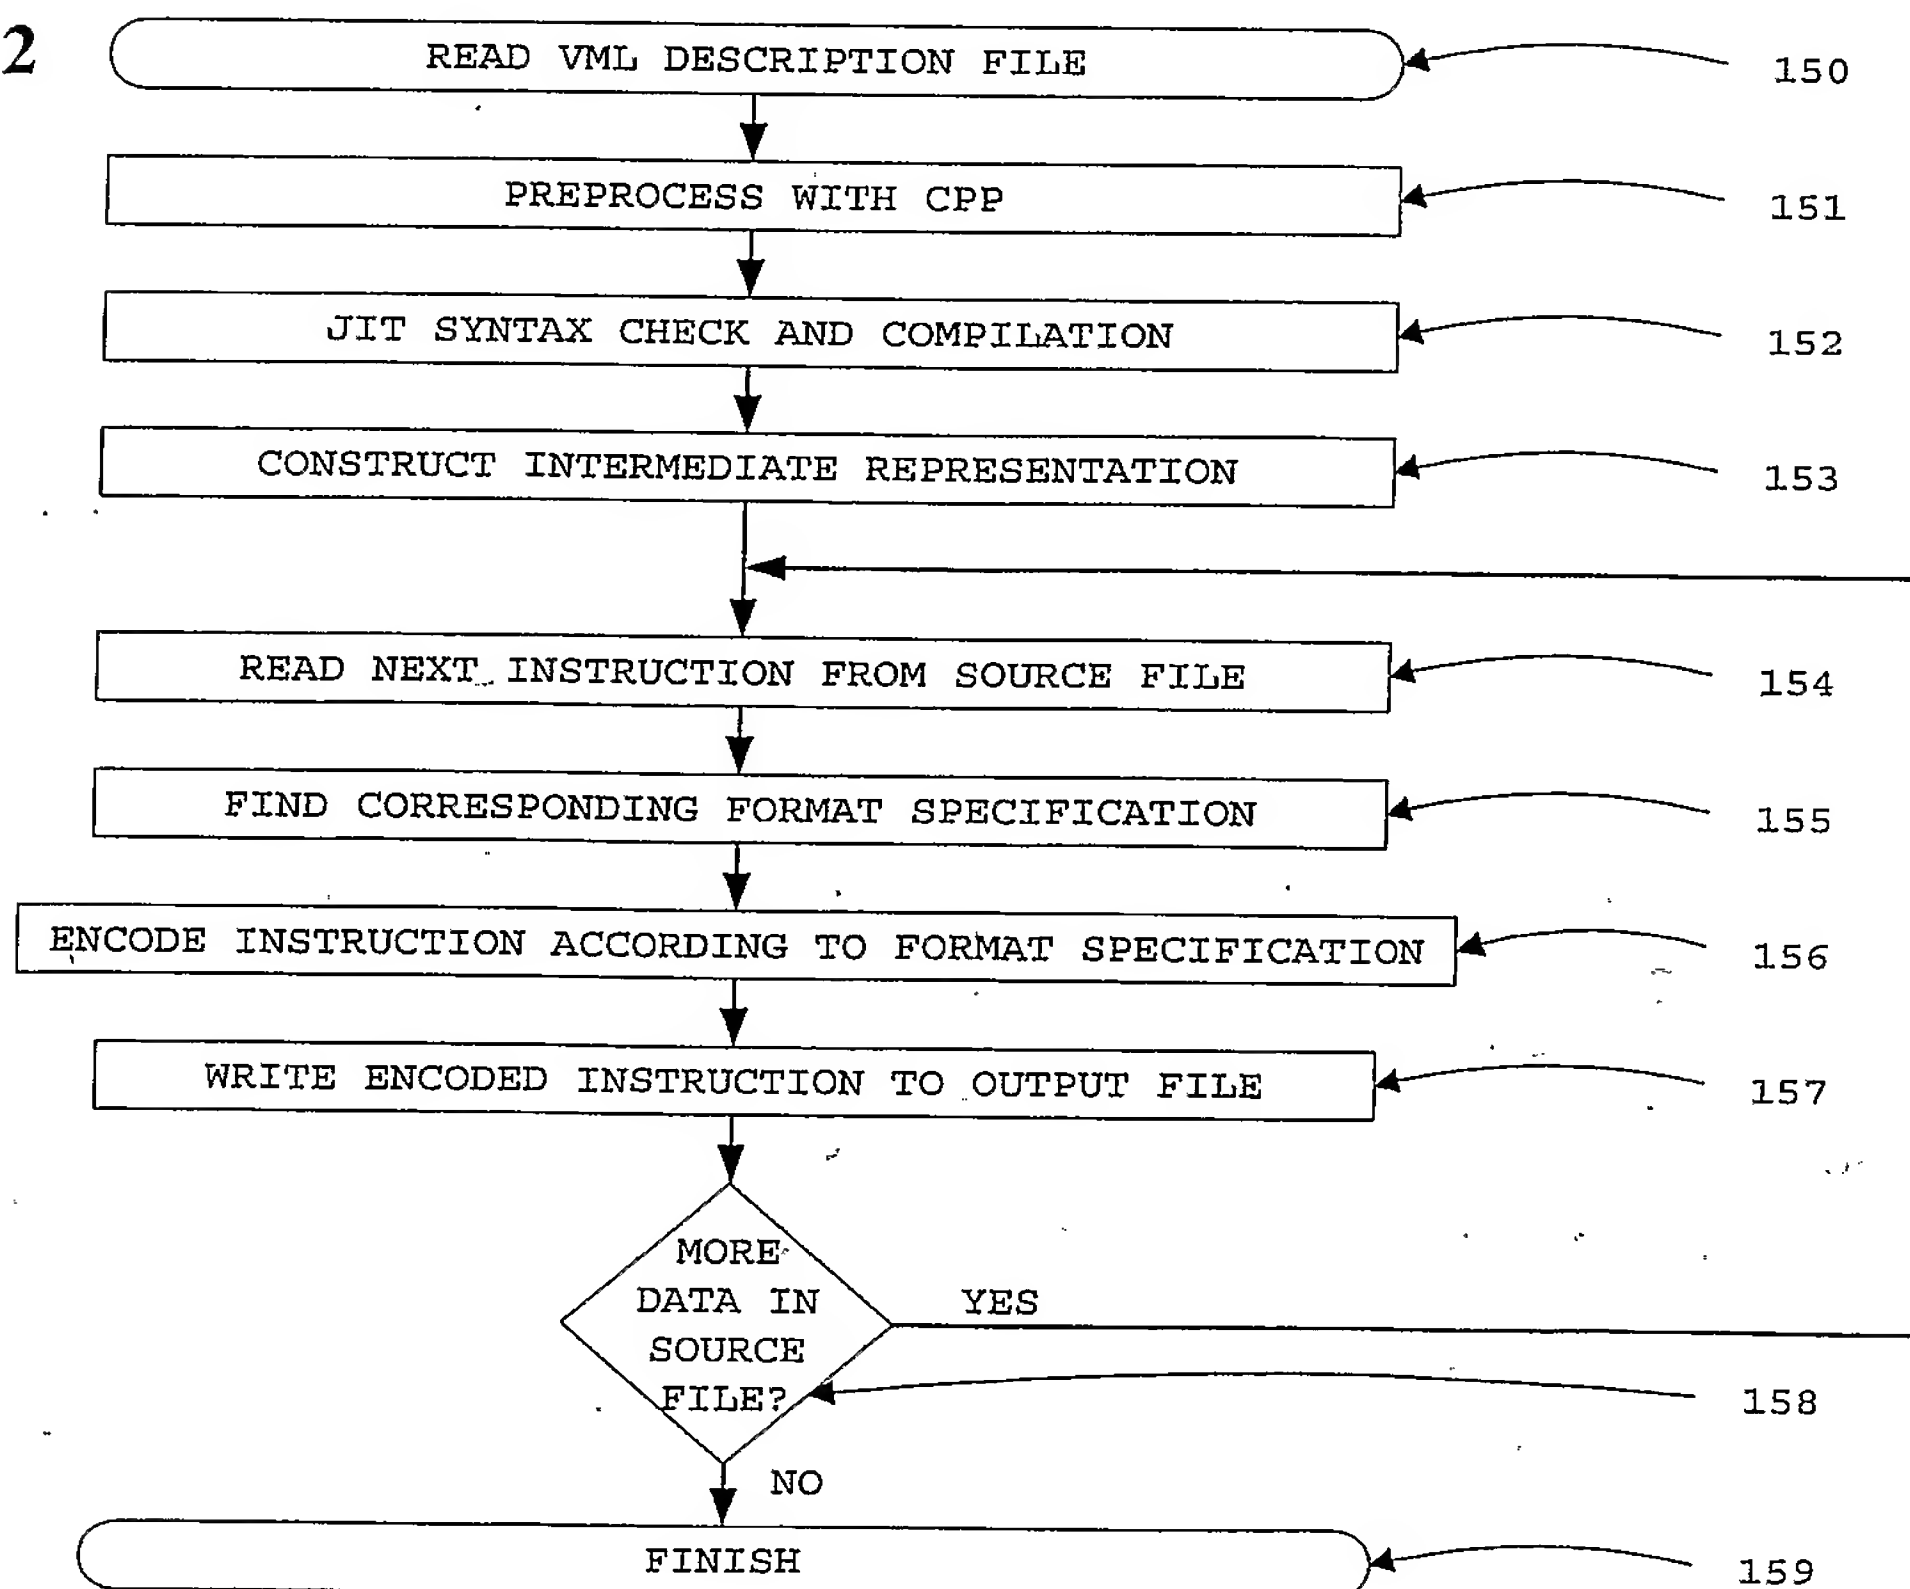 2
READ VML DESCRIPTION FILE
150
PREPROCESS WITH CPP
151
JIT SYNTAX CHECK AND COMPILATION
152
CONSTRUCT INTERMEDIATE REPRESENTATION
153
READ NEXT INSTRUCTION FROM SOURCE FILE
154
FIND CORRESPONDING FORMAT SPECIFICATION
155
ENCODE INSTRUCTION ACCORDING TO FORMAT SPECIFICATION
156
WRITE ENCODED INSTRUCTION TO OUTPUT FILE
157
MORE
DATA IN
SOURCE
FILE?
YES
158
NO
FINISH
159